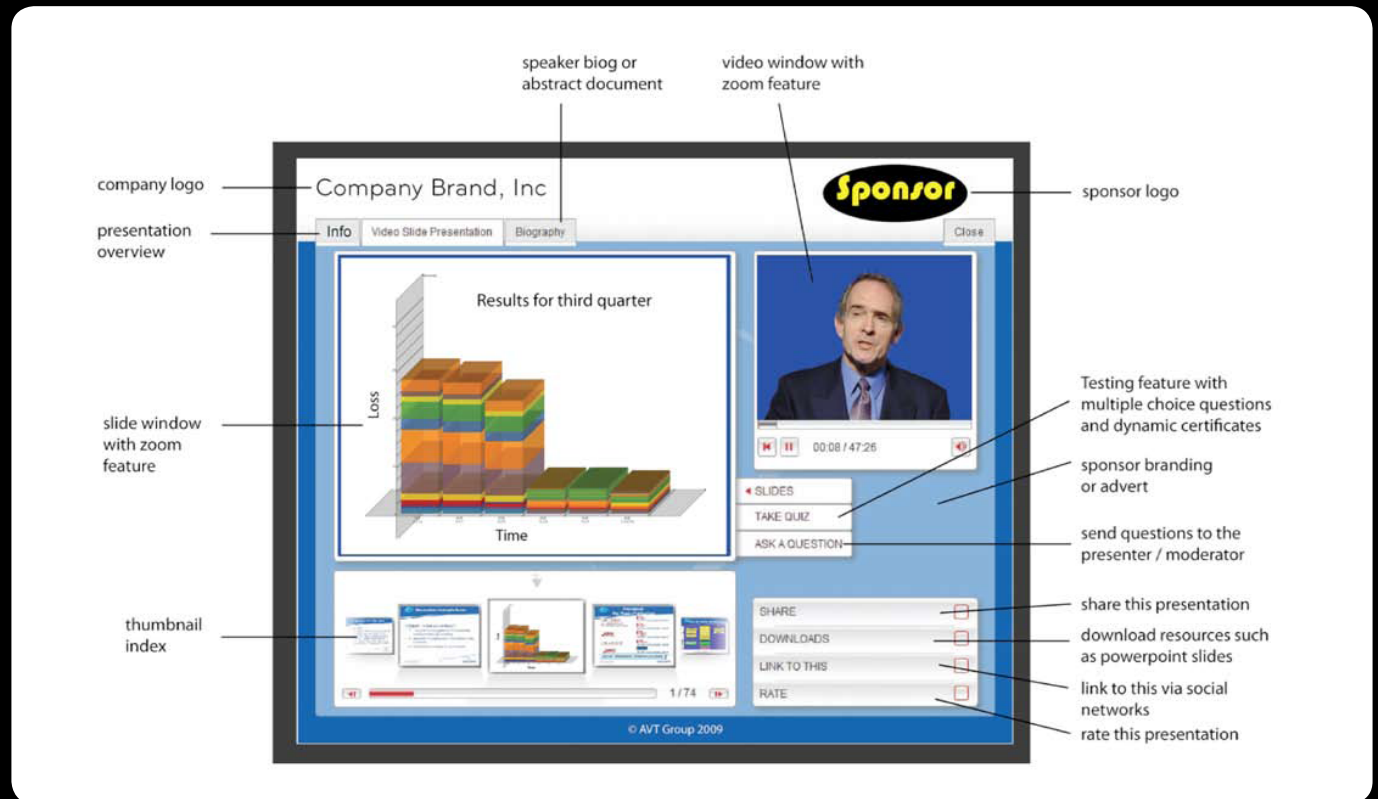 speaker biog or
abstract document
video window with
zoom feature
company logo
Company Brand, Inc
Sponsor
sponsor logo
presentation
overview
Info
Video Slide Presentation
Biography
Close
Results for third quarter
Loss
Time
slide window
with zoom
feature
00:08 / 47:26
Testing feature with
multiple choice questions
and dynamic certificates
SLIDES
TAKE QUIZ
ASK A QUESTION
sponsor branding
or advert
send questions to the
presenter / moderator
thumbnail
index
1 / 74
SHARE
DOWNLOADS
LINK TO THIS
RATE
share this presentation
download resources such
as powerpoint slides
link to this via social
networks
rate this presentation
© AVT Group 2009